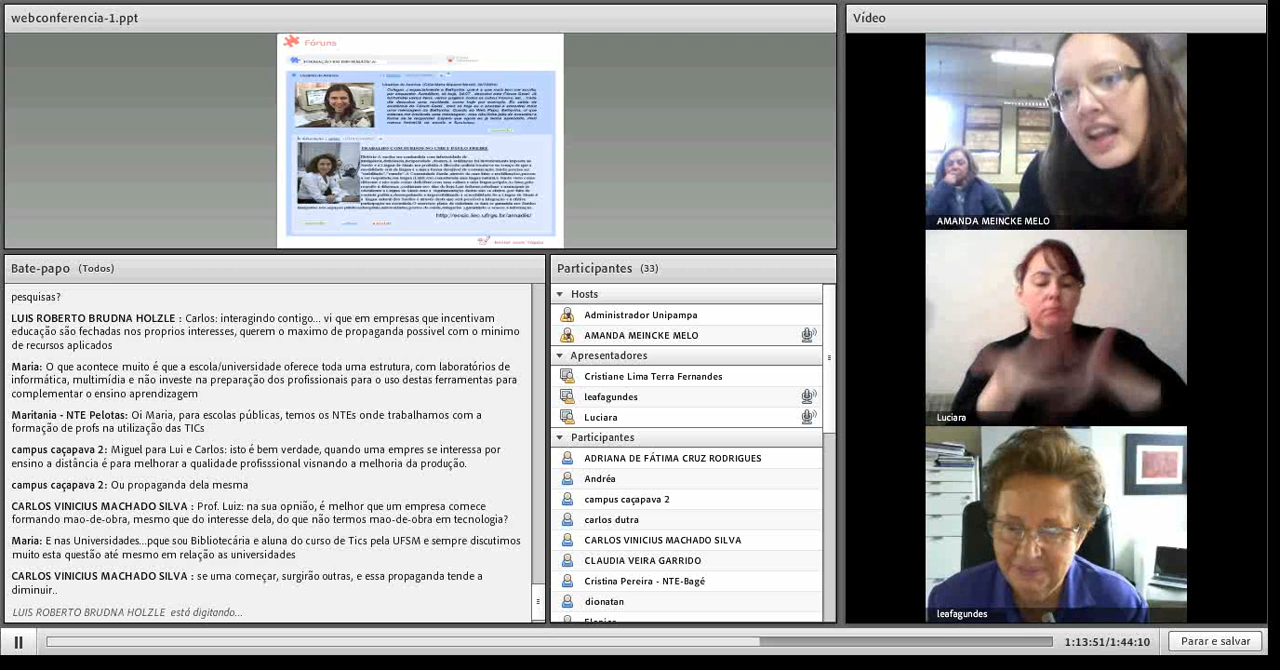 webconferencia-1.ppt
Fóruns
http://ecsic.lec.ufrgs.br/amadis/
Bate-papo (Todos)
pesquisas?
LUIS ROBERTO BRUDNA HOLZLE : Carlos: interagindo contigo... vi que em empresas que incentivam
educação são fechadas nos proprios interesses, querem o maximo de propaganda possivel com o minimo
de recursos aplicados
Maria: O que acontece muito é que a escola/universidade oferece toda uma estrutura, com laboratórios de
informática, multimídia e não investe na preparação dos profissionais para o uso destas ferramentas para
complementar o ensino aprendizagem
Maritania - NTE Pelotas: Oi Maria, para escolas públicas, temos os NTEs onde trabalhamos com a
formação de profs na utilização das TICs
campus caçapava 2: Miguel para Lui e Carlos: isto é bem verdade, quando uma empres se interessa por
ensino a distância é para melhorar a qualidade profisssional visnando a melhoria da produção.
campus caçapava 2: Ou propaganda dela mesma
CARLOS VINICIUS MACHADO SILVA : Prof. Luiz: na sua opnião, é melhor que um empresa comece
formando mao-de-obra, mesmo que do interesse dela, do que não termos mao-de-obra em tecnologia?
Maria: E nas Universidades...pque sou Bibliotecária e aluna do curso de Tics pela UFSM e sempre discutimos
muito esta questão até mesmo em relação as universidades
CARLOS VINICIUS MACHADO SILVA : se uma começar, surgirão outras, e essa propaganda tende a
diminuir..
LUIS ROBERTO BRUDNA HOLZLE está digitando...
Participantes (33)
Hosts
Administrador Unipampa
AMANDA MEINCKE MELO
Apresentadores
Cristiane Lima Terra Fernandes
leafagundes
Luciara
Participantes
ADRIANA DE FÁTIMA CRUZ RODRIGUES
Andréa
campus caçapava 2
carlos dutra
CARLOS VINICIUS MACHADO SILVA
CLAUDIA VEIRA GARRIDO
Cristina Pereira - NTE-Bagé
dionatan
Vídeo
AMANDA MEINCKE MELO
Luciara
leafagundes
1:13:51/1:44:10
Parar e salvar